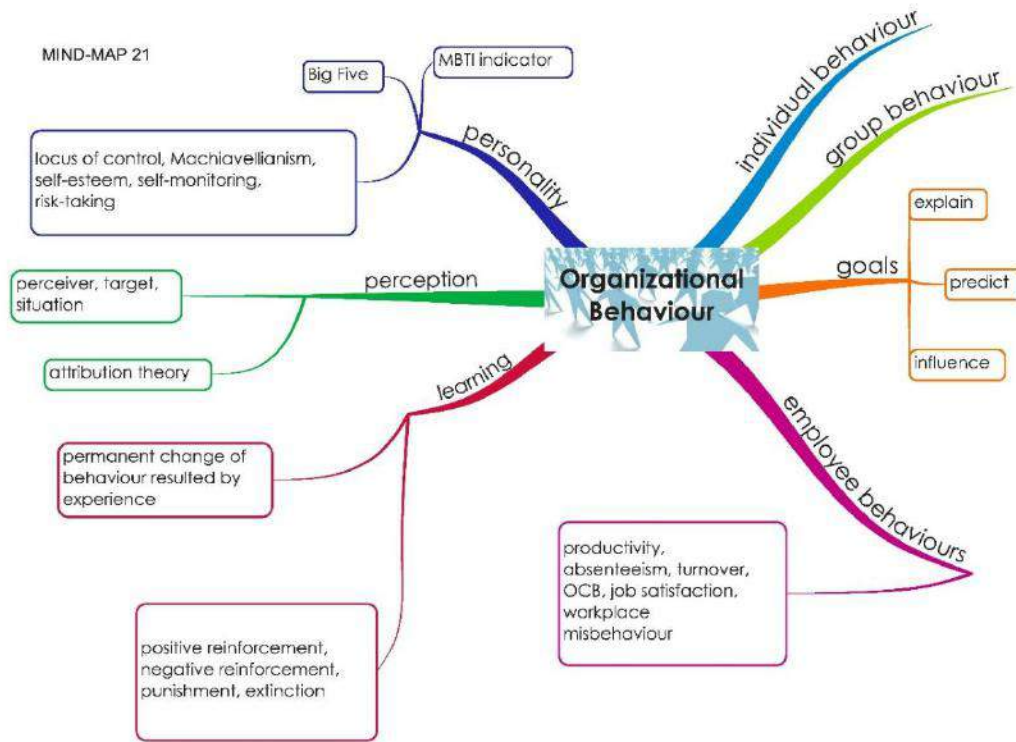 MIND-MAP 21
Big Five
MBTI indicator
locus of control, Machiavellianism,
self-esteem, self-monitoring,
risk-taking
personality
individual behaviour
group behaviour
perceiver, target,
situation
attribution theory
perception
Organizational
Behaviour
goals
explain
predict
influence
learning
permanent change of
behaviour resulted by
experience
positive reinforcement,
negative reinforcement,
punishment, extinction
employee behaviours
productivity,
absenteeism, turnover,
OCB, job satisfaction,
workplace
misbehaviour